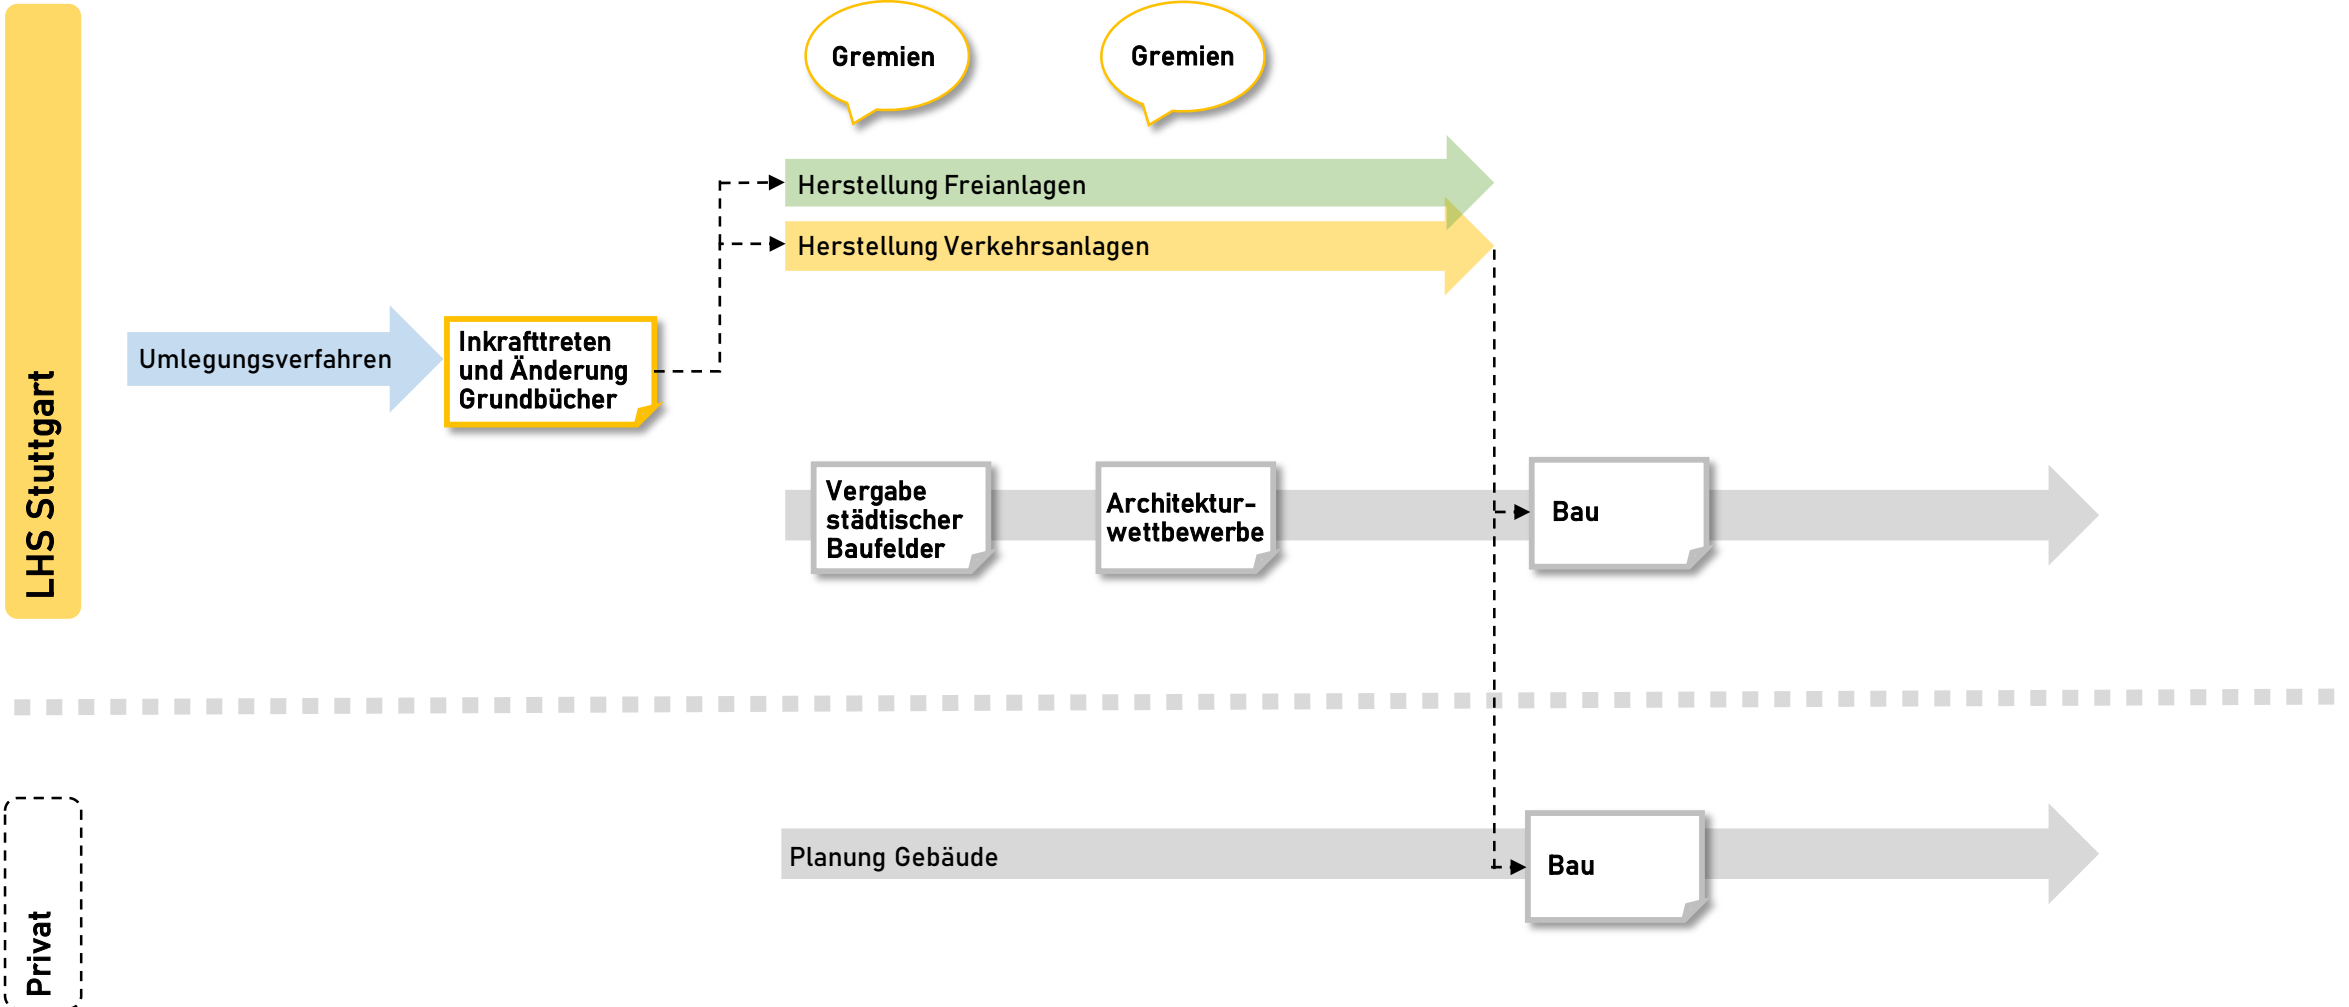 Gremien
Gremien
Herstellung Freianlagen
Herstellung Verkehrsanlagen
LHS Stuttgart
Umlegungsverfahren
Inkrafttreten
und Änderung
Grundbücher
Vergabe
städtischer
Baufelder
Architektur-
wettbewerbe
Bau
Privat
Planung Gebäude
Bau